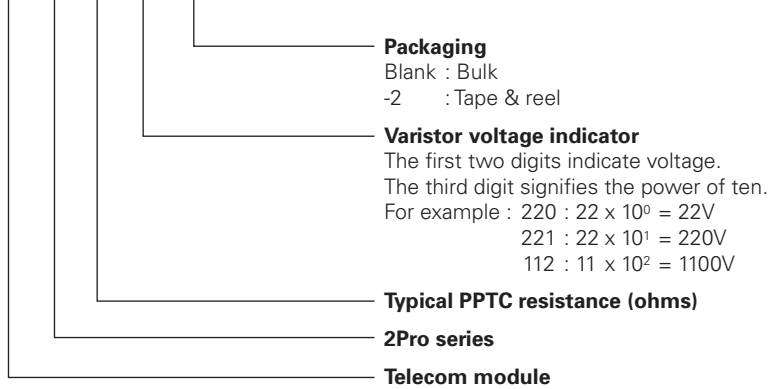 Packaging
Blank : Bulk
-2 : Tape & reel
Varistor voltage indicator
The first two digits indicate voltage.
The third digit signifies the power of ten.
For example : 220 : 22 x 10⁰ = 22V
221 : 22 x 10¹ = 220V
112 : 11 x 10² = 1100V
Typical PPTC resistance (ohms)
2Pro series
Telecom module